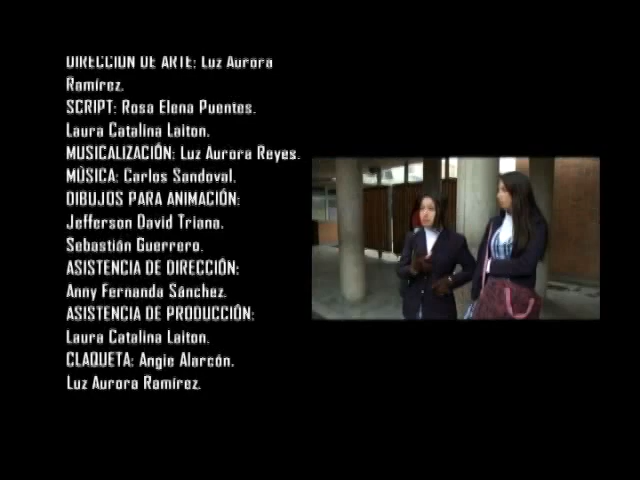 DIRECCIÓN DE ARTE: Luz Aurora
Ramírez.
SCRIPT: Rosa Elena Puentes.
Laura Catalina Laiton.
MUSICALIZACIÓN: Luz Aurora Reyes.
MÙSICA: Carlos Sandoval.
DIBUJOS PARA ANIMACIÓN:
Jefferson David Triana.
Sebastián Guerrero.
ASISTENCIA DE DIRECCIÓN:
Anny Fernanda Sánchez.
ASISTENCIA DE PRODUCCIÓN:
Laura Catalina Laiton.
CLAQUETA: Angie Alarcón.
Luz Aurora Ramírez.